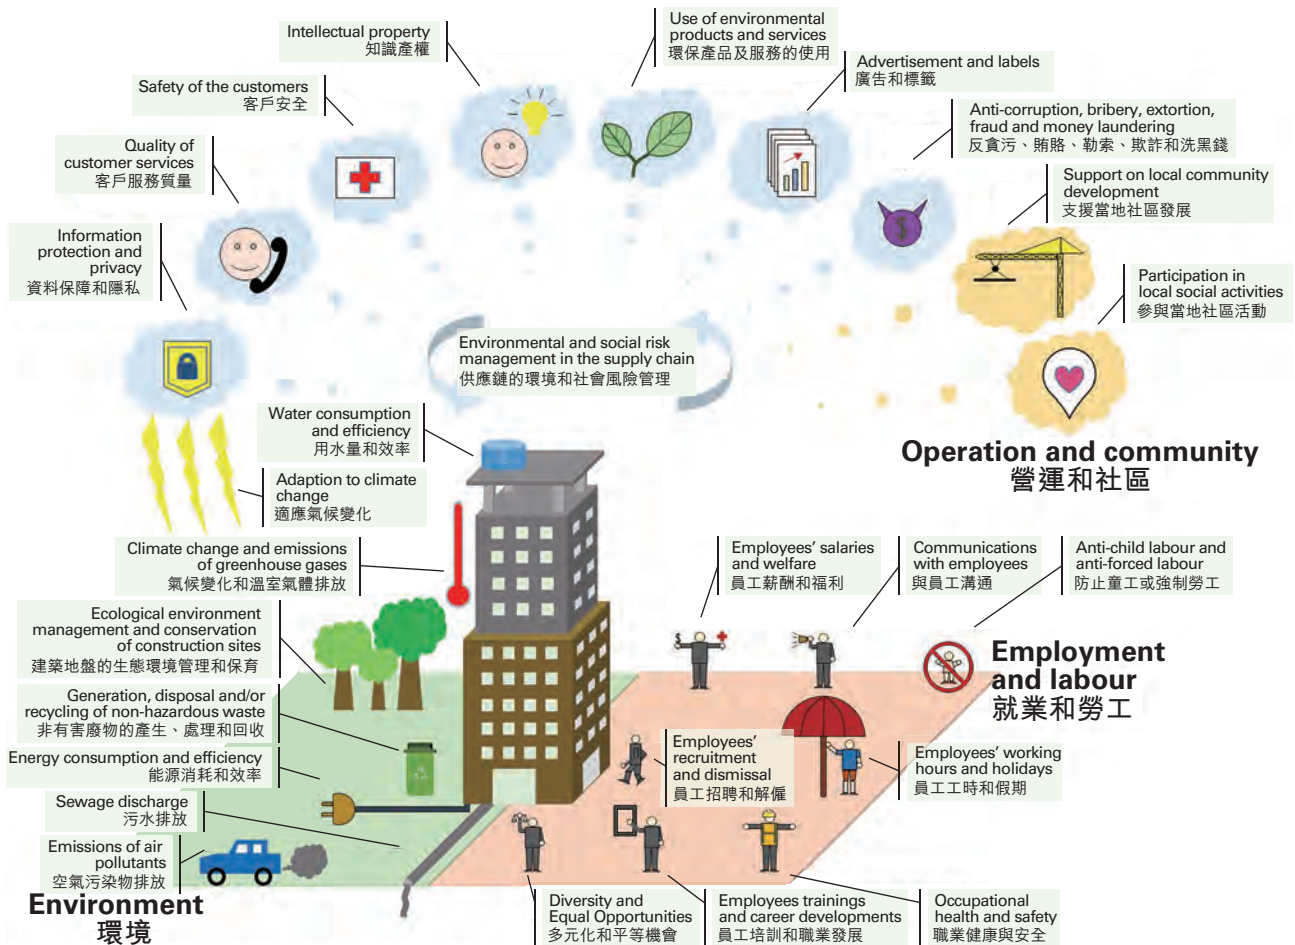 Intellectual property
知識產權
Use of environmental
products and services
環保產品及服務的使用
Safety of the customers
客戶安全
Advertisement and labels
廣告和標籤
Quality of
customer services
客戶服務質量
Anti-corruption, bribery, extortion,
fraud and money laundering
反貪污、賄賂、勒索、欺詐和洗黑錢
Information
protection and
privacy
資料保障和隱私
Support on local community
development
支援當地社區發展
Participation in
local social activities
參與當地社區活動
Environmental and social risk
management in the supply chain
供應鏈的環境和社會風險管理
Operation and community
營運和社區
Water consumption
and efficiency
用水量和效率
Adaption to climate
change
適應氣候變化
Climate change and emissions
of greenhouse gases
氣候變化和溫室氣體排放
Ecological environment
management and conservation
of construction sites
建築地盤的生態環境管理和保育
Generation, disposal and/or
recycling of non-hazardous waste
非有害廢物的產生、處理和回收
Energy consumption and efficiency
能源消耗和效率
Sewage discharge
污水排放
Emissions of air
pollutants
空氣污染物排放
Environment
環境
Employees' salaries
and welfare
員工薪酬和福利
Communications
with employees
與員工溝通
Anti-child labour and
anti-forced labour
防止童工或強制勞工
Employment
and labour
就業和勞工
Employees'
recruitment
and dismissal
員工招聘和解僱
Employees' working
hours and holidays
員工工時和假期
Diversity and
Equal Opportunities
多元化和平等機會
Employees trainings
and career developments
員工培訓和職業發展
Occupational
health and safety
職業健康與安全
$
$